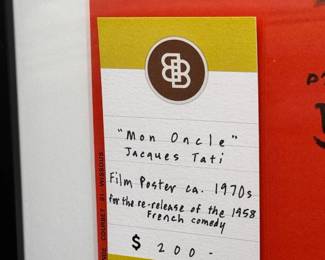 B B
"Mon Oncle"
Jacques Tati
Film Poster ca. 1970s
for the re-release of the 1958
French comedy
$ 200-